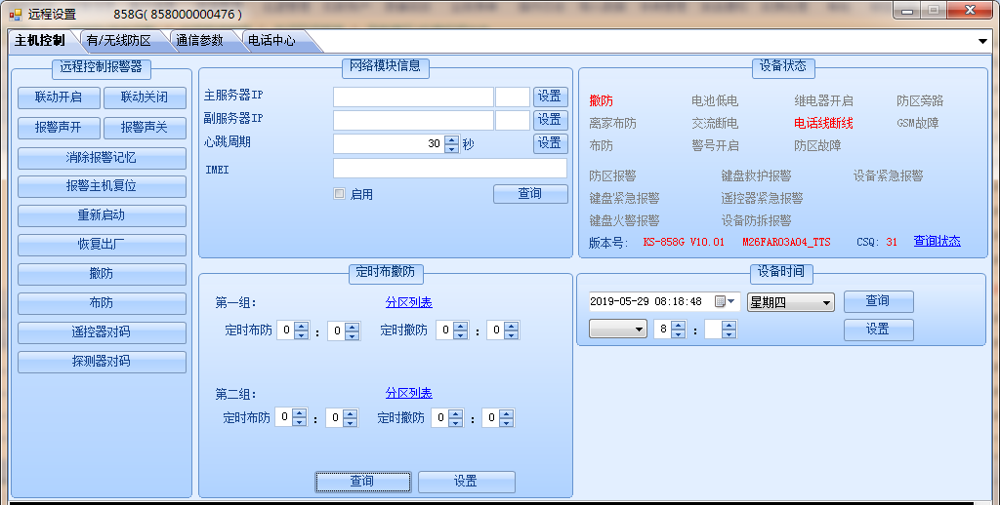 远程设置 858G( 858000000476 )
主机控制 有/无线防区 通信参数 电话中心
远程控制报警器
联动开启 联动关闭
报警声开 报警声关
消除报警记忆
报警主机复位
重新启动
恢复出厂
撤防
布防
遥控器对码
探测器对码
网络模块信息
主服务器IP 设置
副服务器IP 设置
心跳周期 30 秒 设置
IMEI
启用 查询
定时布撤防
第一组: 分区列表
定时布防 0 : 0 定时撤防 0 : 0
第二组: 分区列表
定时布防 0 : 0 定时撤防 0 : 0
查询 设置
设备状态
撤防 电池低电 继电器开启 防区旁路
离家布防 交流断电 电话线断线 GSM故障
布防 警号开启 防区故障
防区报警 键盘救护报警 设备紧急报警
键盘紧急报警 遥控器紧急报警
键盘火警报警 设备防拆报警
版本号: KS-858G V10.01 M26FAR03A04_TTS CSQ: 31 查询状态
设备时间
2019-05-29 08:18:48 星期四 查询
8 : 设置